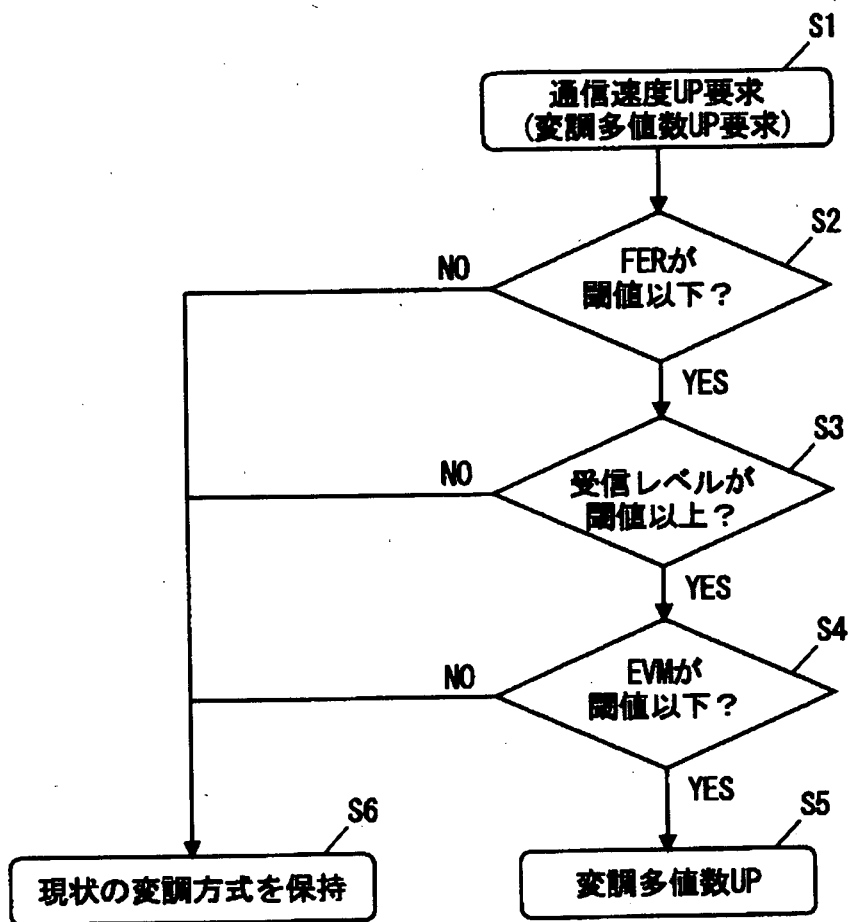 S1
通信速度UP要求
(変調多値数UP要求)
S2
FERが
閾値以下？
NO
YES
S3
受信レベルが
閾値以上？
NO
YES
S4
EVMが
閾値以下？
NO
YES
S6
現状の変調方式を保持
S5
変調多値数UP